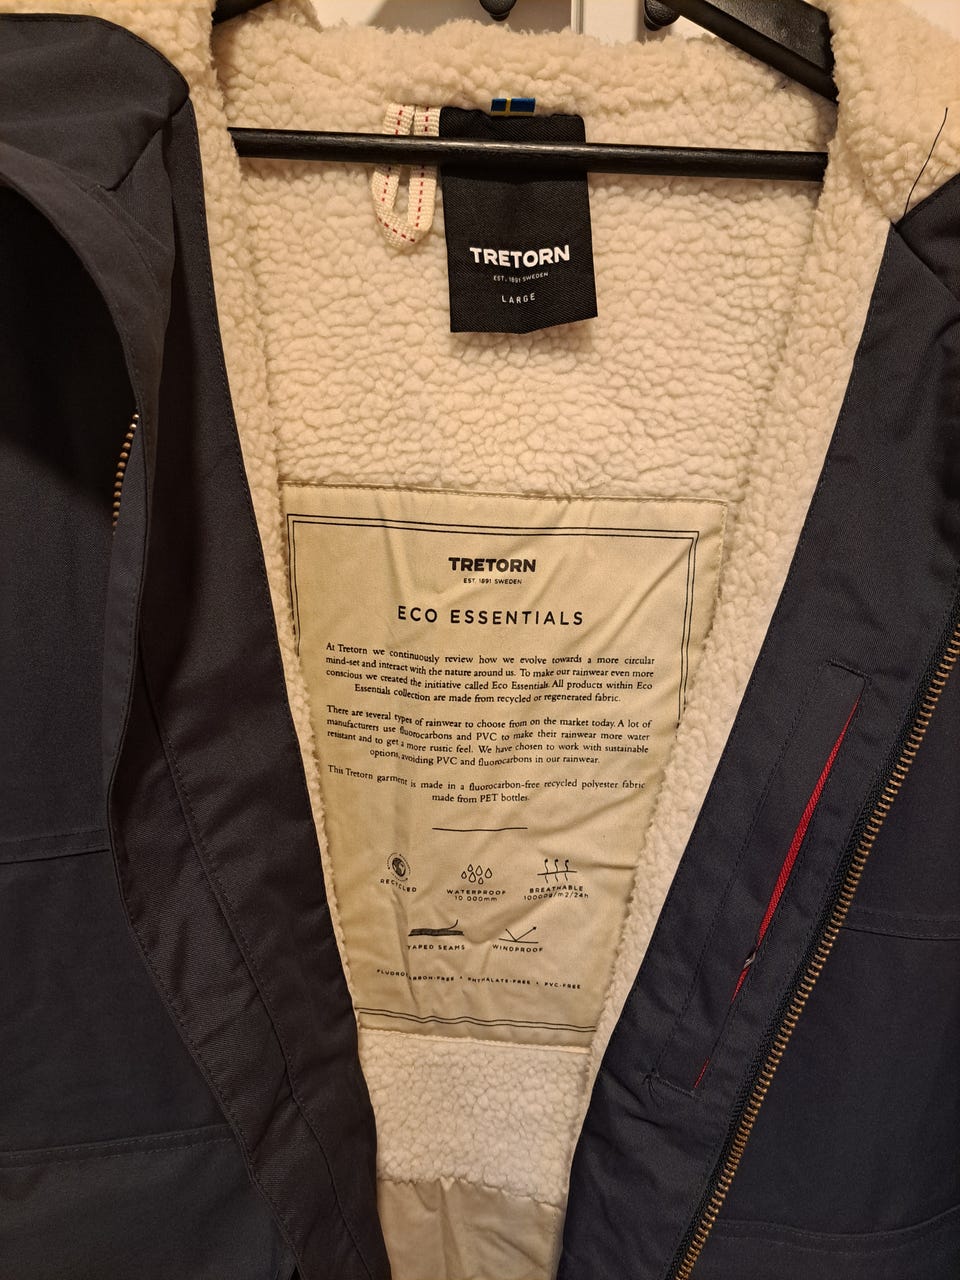 TRETORN
EST. 1891 SWEDEN
LARGE
TRETORN
EST. 1891 SWEDEN
ECO ESSENTIALS
At Tretorn we continuously review how we evolve towards a more circular
mind-set and interact with the nature around us. To make our rainwear even more
conscious we created the initiative called Eco Essentials. All products within Eco
Essentials collection are made from recycled or regenerated fabric.
There are several types of rainwear to choose from on the market today. A lot of
manufacturers use fluorocarbons and PVC to make their rainwear more water
resistant and to get a more rustic feel. We have chosen to work with sustainable
options, avoiding PVC and fluorocarbons in our rainwear.
This Tretorn garment is made in a fluorocarbon-free recycled polyester fabric
made from PET bottles.
RECYCLED
WATERPROOF
10 000mm
BREATHABLE
10000g/m2/24h
TAPED SEAMS
WINDPROOF
FLUOROCARBON-FREE • PHTHALATE-FREE • PVC-FREE